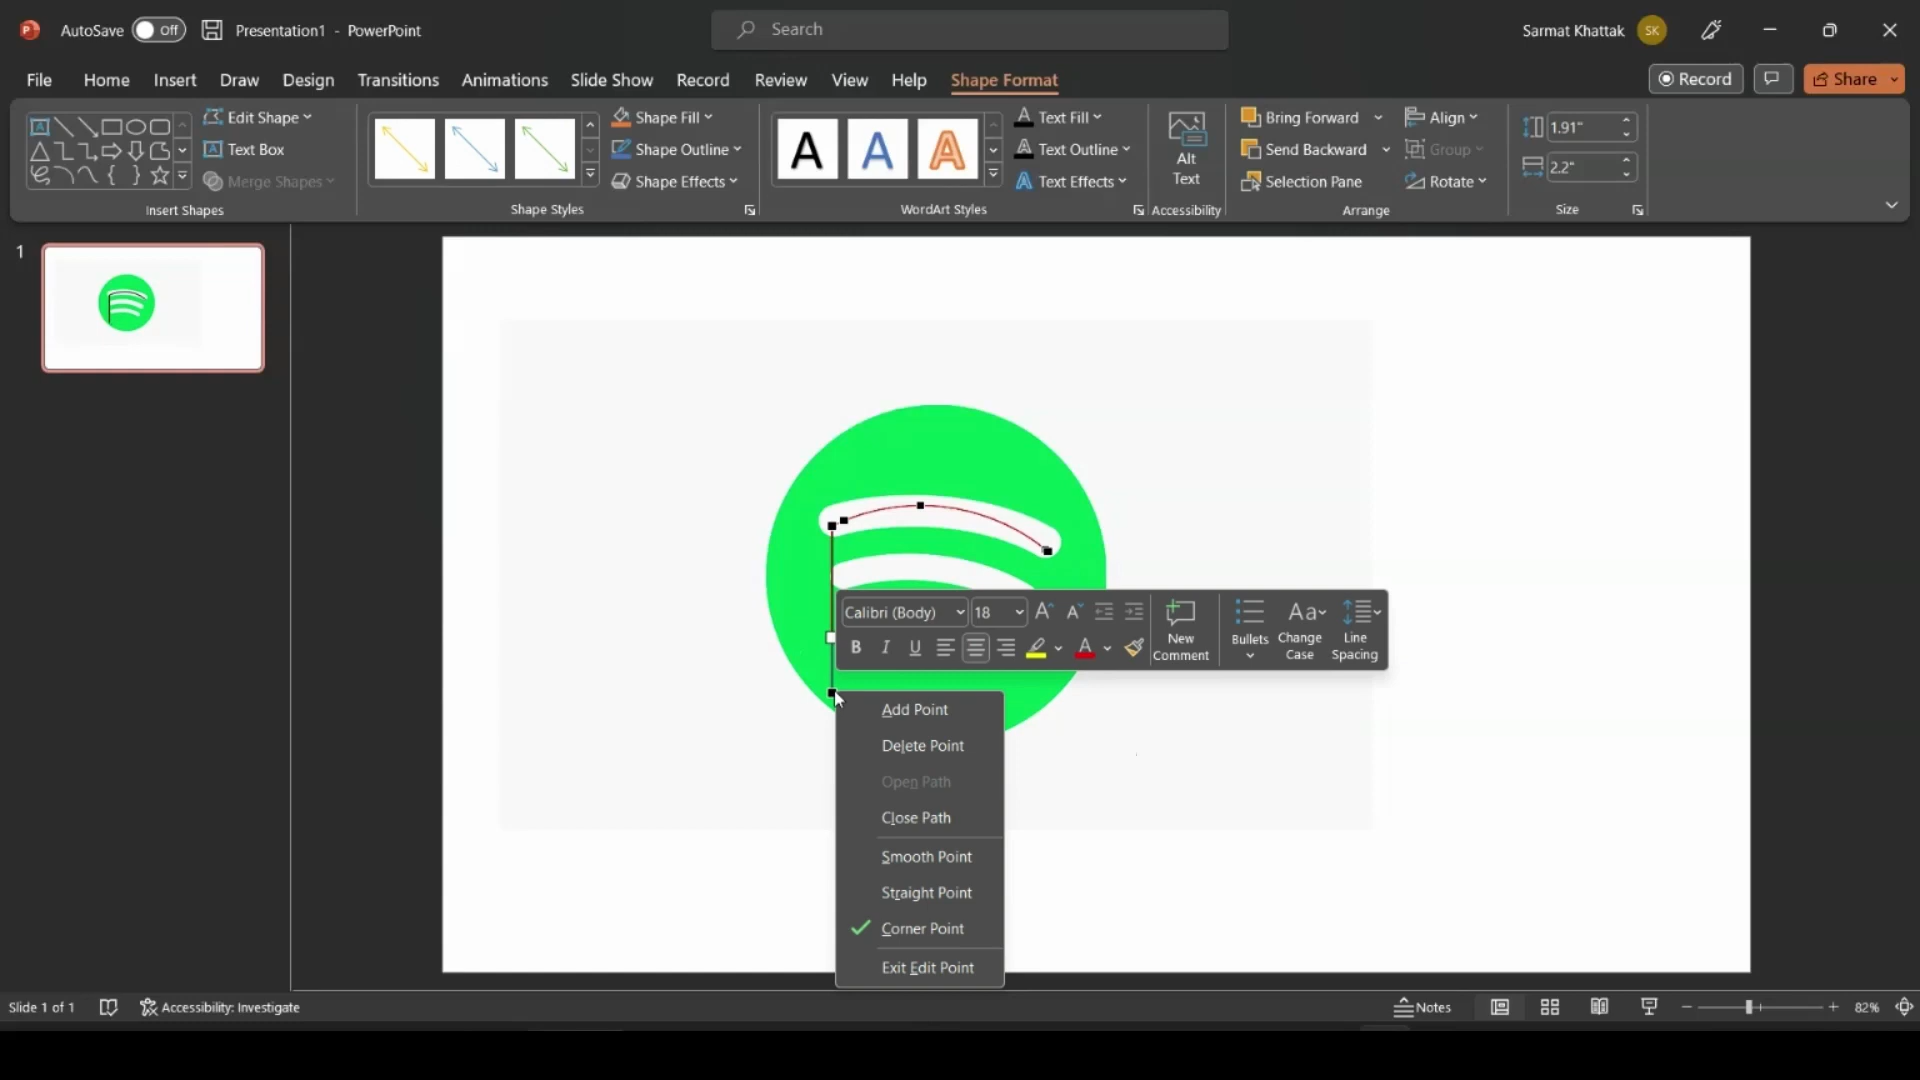 AutoSave Off Presentation1 - PowerPoint Search Sarmat Khattak SK
File Home Insert Draw Design Transitions Animations Slide Show Record Review View Help Shape Format Record Share
Edit Shape
Text Box
Merge Shapes
Insert Shapes
Shape Fill
Shape Outline
Shape Effects
Shape Styles
A A A
Text Fill
Text Outline
Text Effects
WordArt Styles
Alt
Text
Accessibility
Bring Forward
Send Backward
Selection Pane
Align
Group
Rotate
Arrange
1.91"
2.2"
Size
1
Calibri (Body) 18
B I U
New
Comment
Bullets
Change
Case
Line
Spacing
Add Point
Delete Point
Open Path
Close Path
Smooth Point
Straight Point
Corner Point
Exit Edit Point
Slide 1 of 1 Accessibility: Investigate Notes 82%